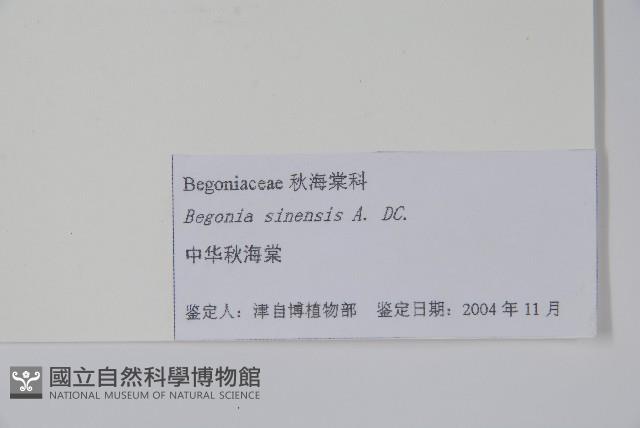 Begoniaceae 秋海棠科
Begonia sinensis A. DC.
中华秋海棠
鉴定人：津自博植物部 鉴定日期：2004 年 11 月
國立自然科學博物館
NATIONAL MUSEUM OF NATURAL SCIENCE